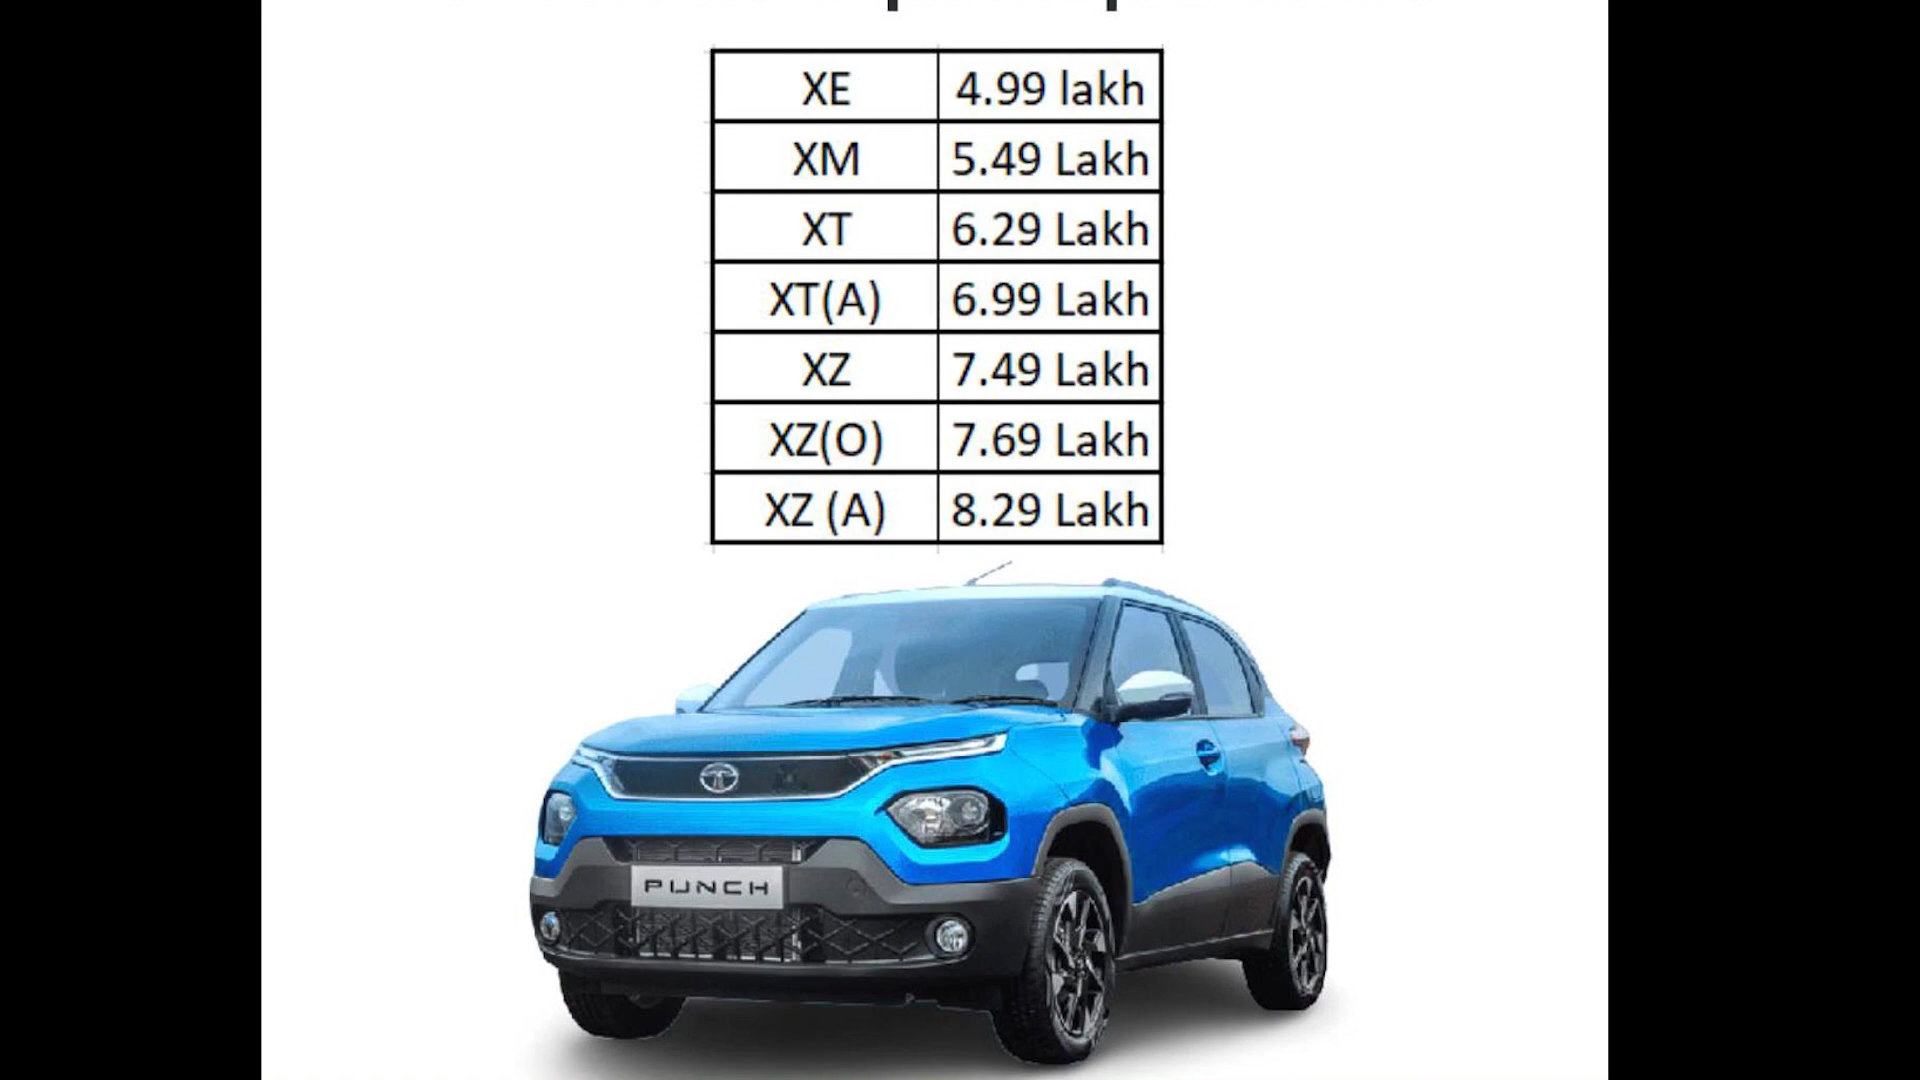 XE 4.99 lakh
XM 5.49 Lakh
XT 6.29 Lakh
XT(A) 6.99 Lakh
XZ 7.49 Lakh
XZ(O) 7.69 Lakh
XZ (A) 8.29 Lakh
PUNCH